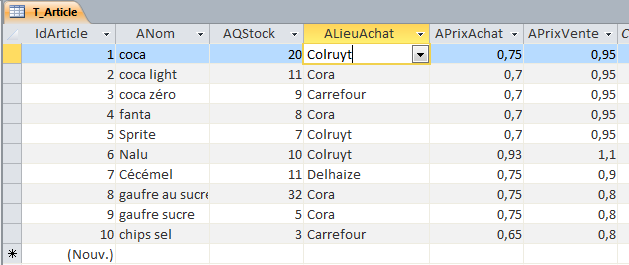 T_Article
IdArticle ANom AQStock ALieuAchat APrixAchat APrixVente
1 coca 20 Colruyt 0,75 0,95
2 coca light 11 Cora 0,7 0,95
3 coca zéro 9 Carrefour 0,7 0,95
4 fanta 8 Cora 0,7 0,95
5 Sprite 7 Colruyt 0,7 0,95
6 Nalu 10 Colruyt 0,93 1,1
7 Cécémel 11 Delhaize 0,75 0,9
8 gaufre au sucre 32 Cora 0,75 0,8
9 gaufre sucre 5 Cora 0,75 0,8
10 chips sel 3 Carrefour 0,65 0,8
(Nouv.)